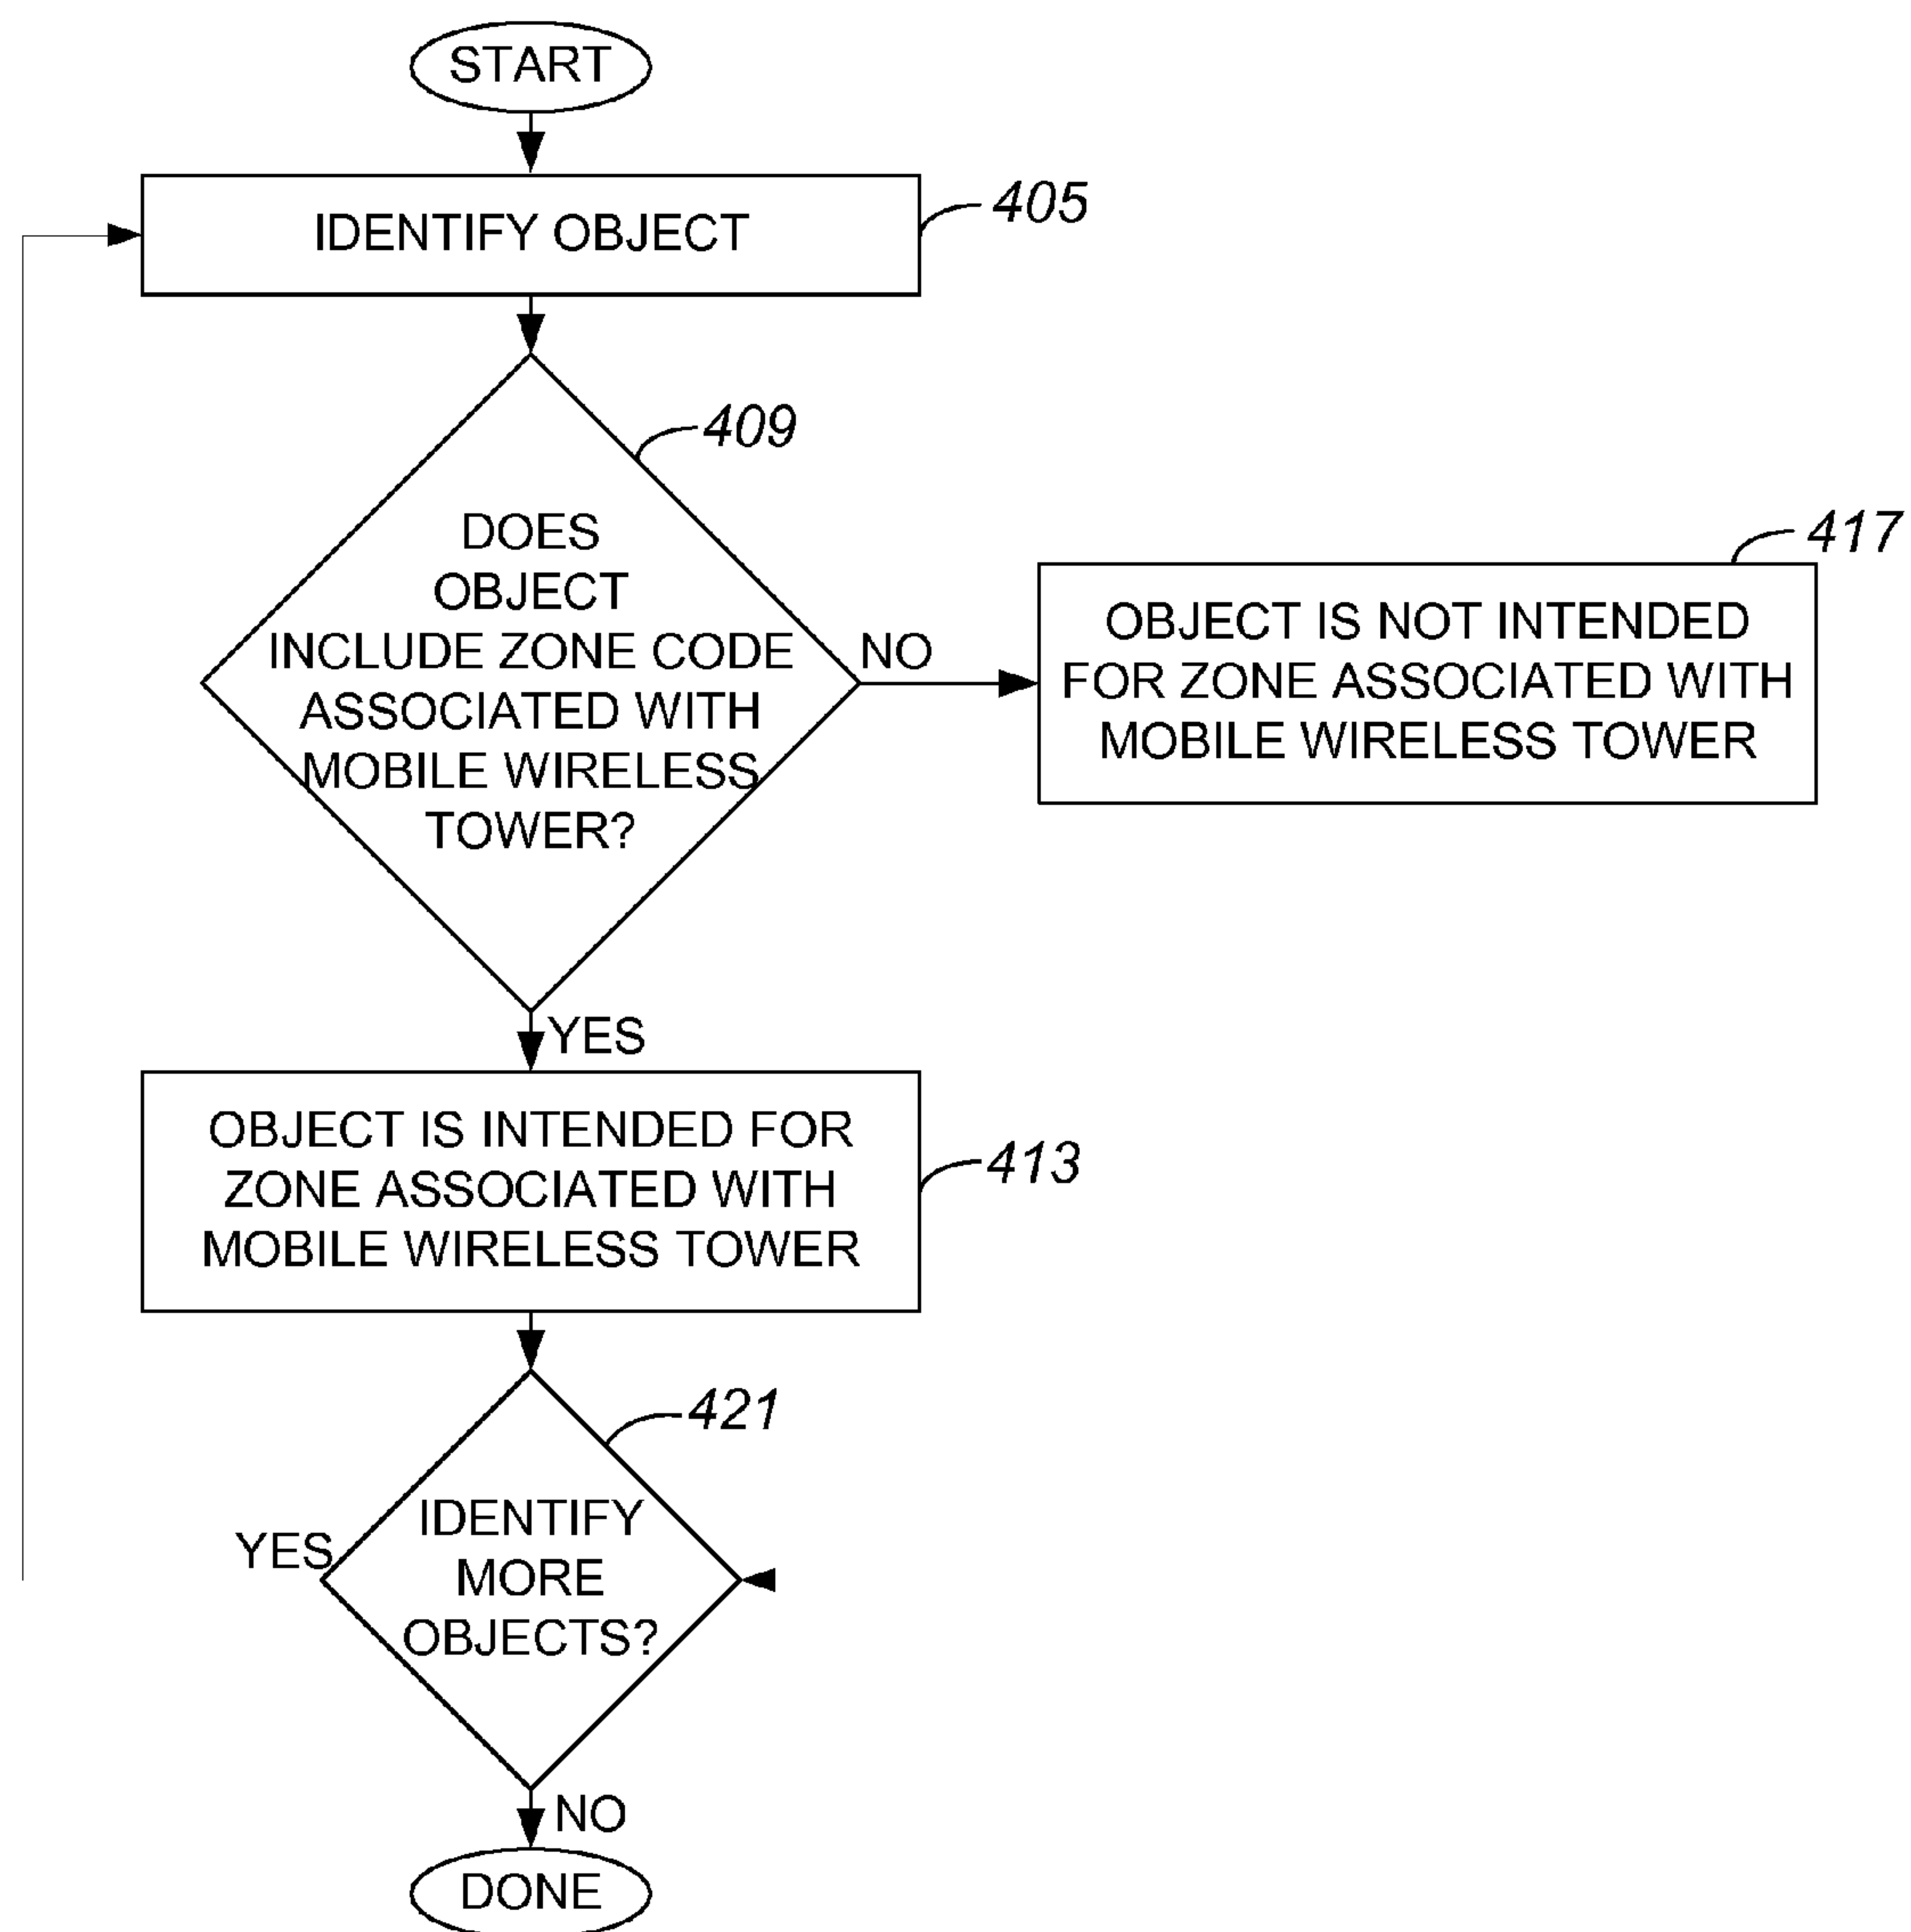 START
IDENTIFY OBJECT
405
409
DOES
OBJECT
INCLUDE ZONE CODE
ASSOCIATED WITH
MOBILE WIRELESS
TOWER?
NO
417
OBJECT IS NOT INTENDED
FOR ZONE ASSOCIATED WITH
MOBILE WIRELESS TOWER
YES
OBJECT IS INTENDED FOR
ZONE ASSOCIATED WITH
MOBILE WIRELESS TOWER
413
421
IDENTIFY
MORE
OBJECTS?
YES
NO
DONE